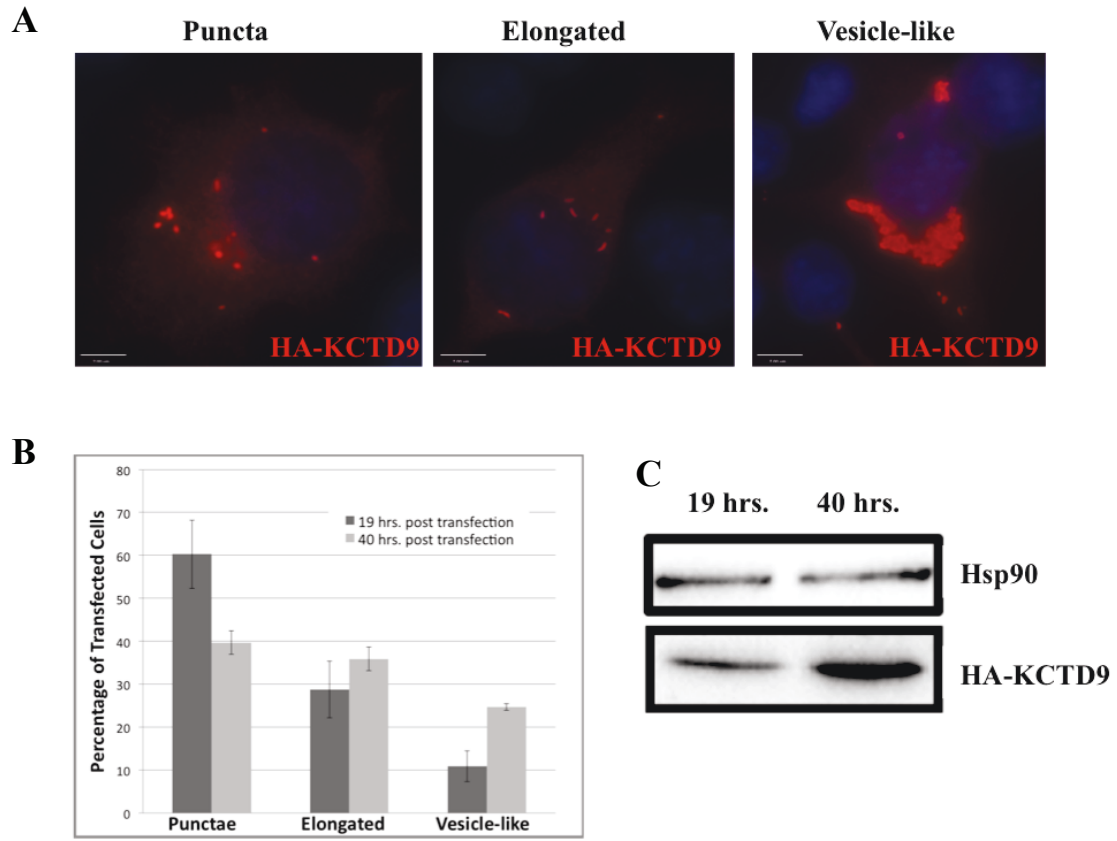 A
Puncta
Elongated
Vesicle-like
HA-KCTD9
HA-KCTD9
HA-KCTD9
B
Percentage of Transfected Cells
80
70
60
50
40
30
20
10
0
19 hrs. post transfection
40 hrs. post transfection
Punctae
Elongated
Vesicle-like
C
19 hrs.
40 hrs.
Hsp90
HA-KCTD9